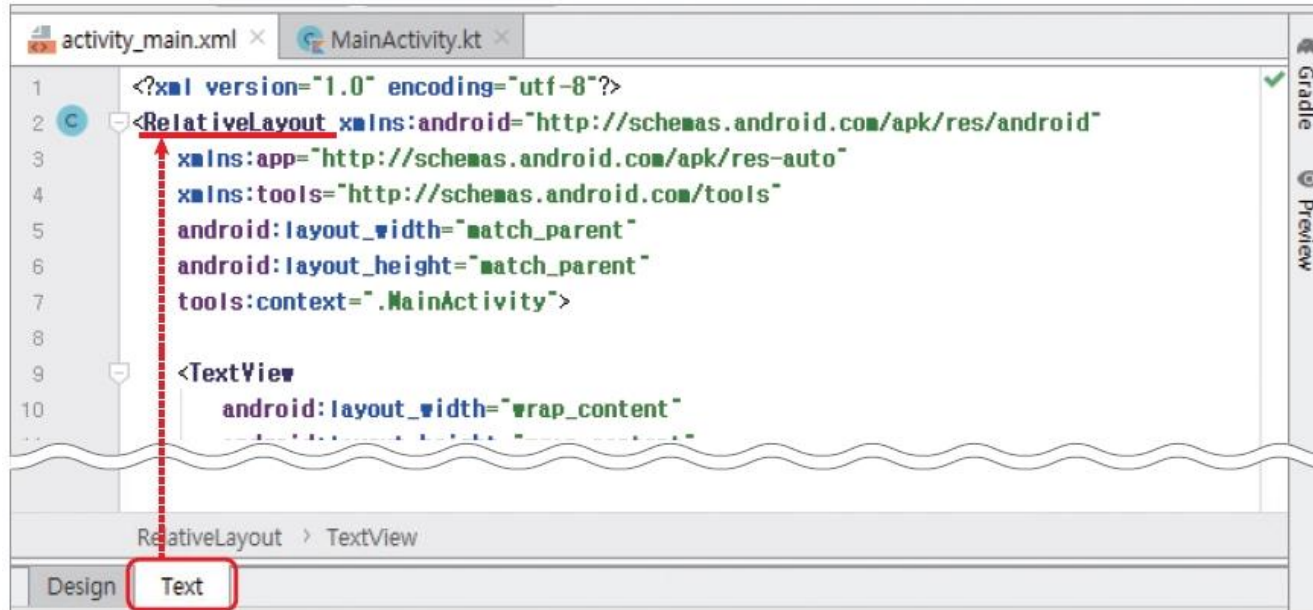 activity_main.xml
MainActivity.kt
1 <?xml version="1.0" encoding="utf-8"?>
2 <RelativeLayout xmlns:android="http://schemas.android.com/apk/res/android"
3 xmlns:app="http://schemas.android.com/apk/res-auto"
4 xmlns:tools="http://schemas.android.com/tools"
5 android:layout_width="match_parent"
6 android:layout_height="match_parent"
7 tools:context=".MainActivity">
8
9 <TextView
10 android:layout_width="wrap_content"
RelativeLayout > TextView
Design Text
Gradle
Preview